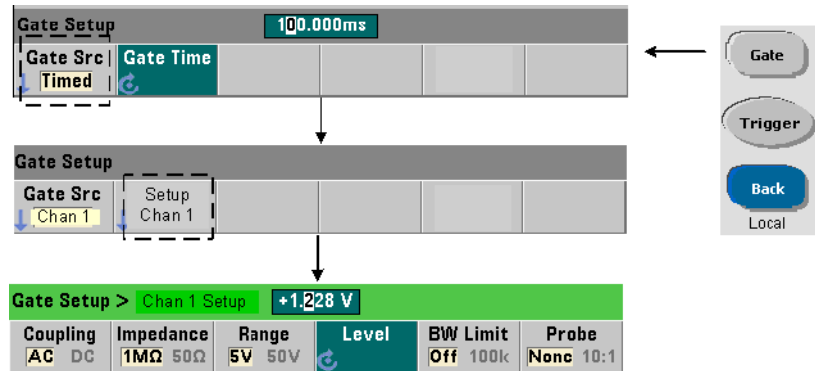 Gate Setup 100.000ms
Gate Src Gate Time
Timed
Gate
Trigger
Back
Local
Gate Setup
Gate Src Setup
Chan 1 Chan 1
Gate Setup > Chan 1 Setup +1.228 V
Coupling Impedance Range Level BW Limit Probe
AC DC 1MΩ 50Ω 5V 50V Off 100k None 10:1